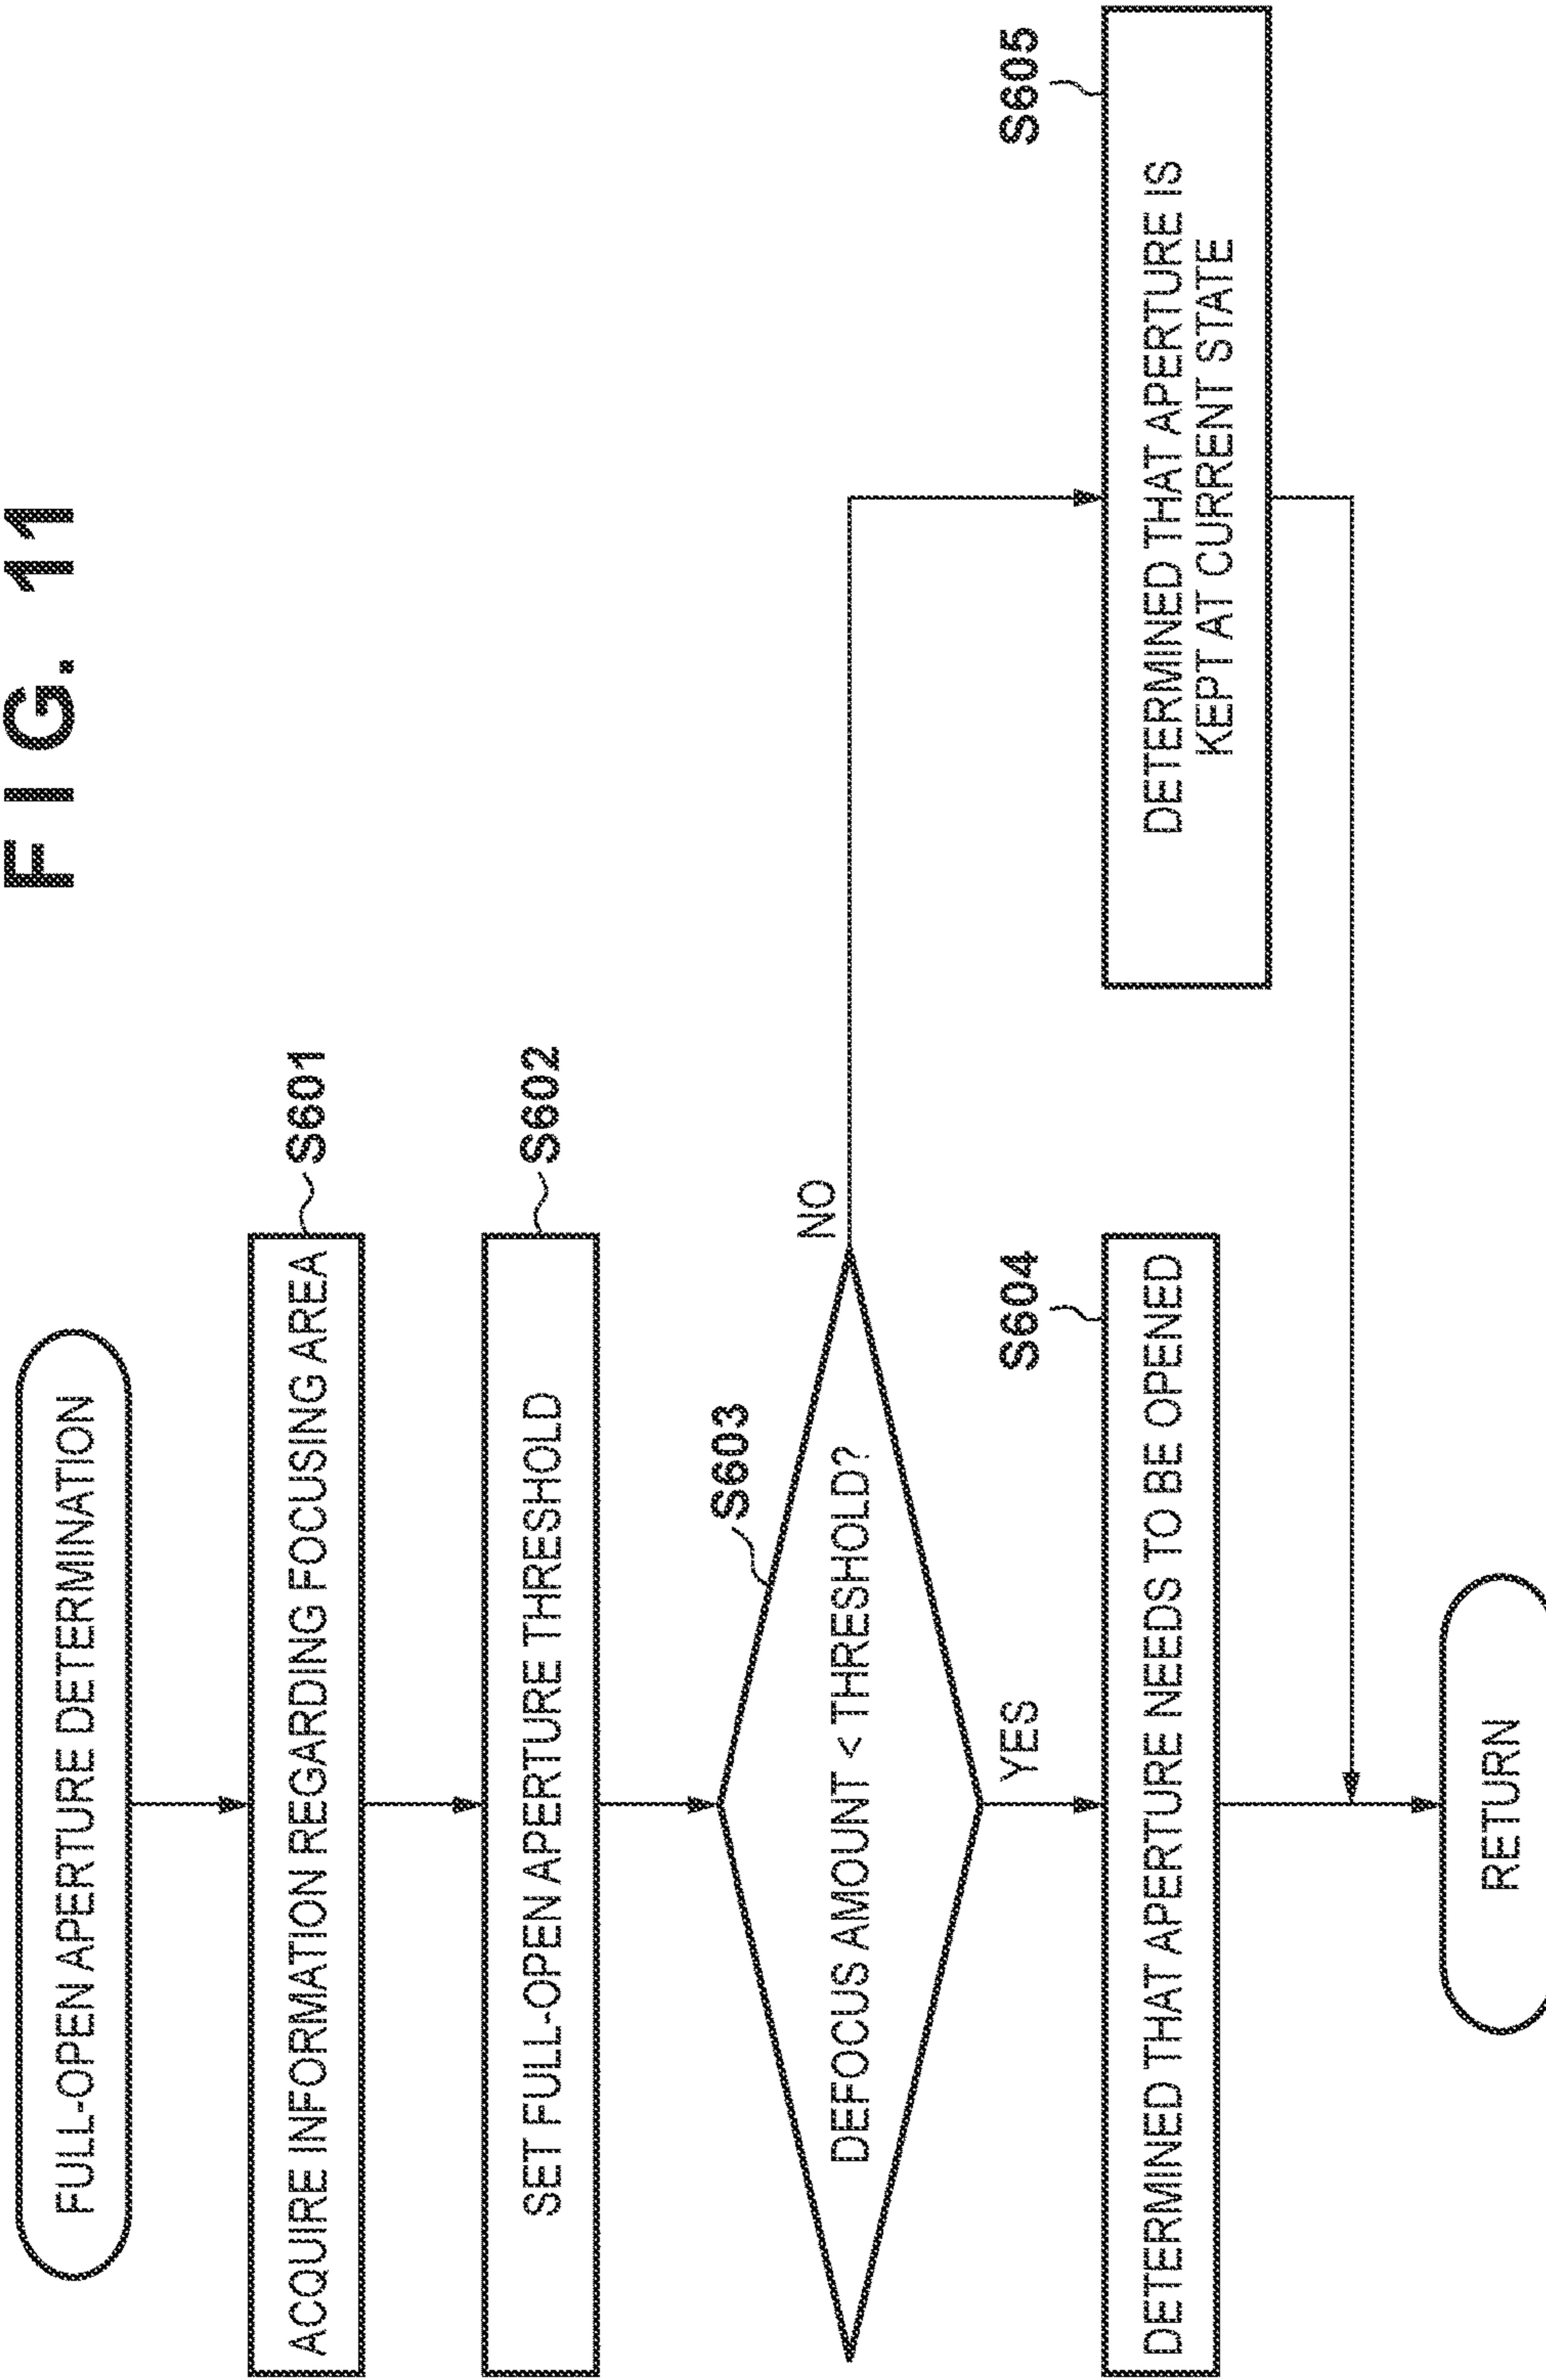 FIG. 11
FULL-OPEN APERTURE DETERMINATION
S601
ACQUIRE INFORMATION REGARDING FOCUSING AREA
S602
SET FULL-OPEN APERTURE THRESHOLD
S603
DEFOCUS AMOUNT < THRESHOLD?
NO
YES
S604
DETERMINED THAT APERTURE NEEDS TO BE OPENED
S605
DETERMINED THAT APERTURE IS
KEPT AT CURRENT STATE
RETURN